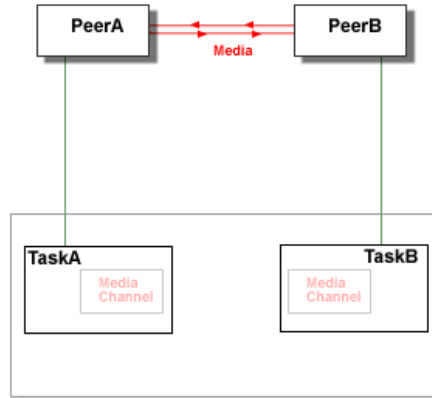 PeerA
PeerB
Media
TaskA
TaskB
Media
Channel
Media
Channel